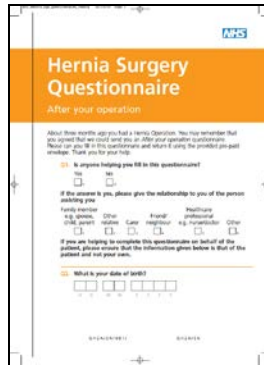 NHS
Hernia Surgery
Questionnaire
After your operation
About three months ago you had a Hernia Operation. You may remember that
you agreed that we could send you an After your operation questionnaire.
Please can you fill in this questionnaire and return it using the provided pre-paid
envelope. Thank you for your help.
Q1. Is anyone helping you fill in this questionnaire?
Yes No
If the answer is yes, please give the relationship to you of the person
assisting you
Family member
e.g. spouse,
child, parent
Other
relative
Carer
Friend/
neighbour
Healthcare
professional
e.g. nurse/doctor
Other
If you are helping to complete this questionnaire on behalf of the
patient, please ensure that the information given below is that of the
patient and not your own.
Q2. What is your date of birth?